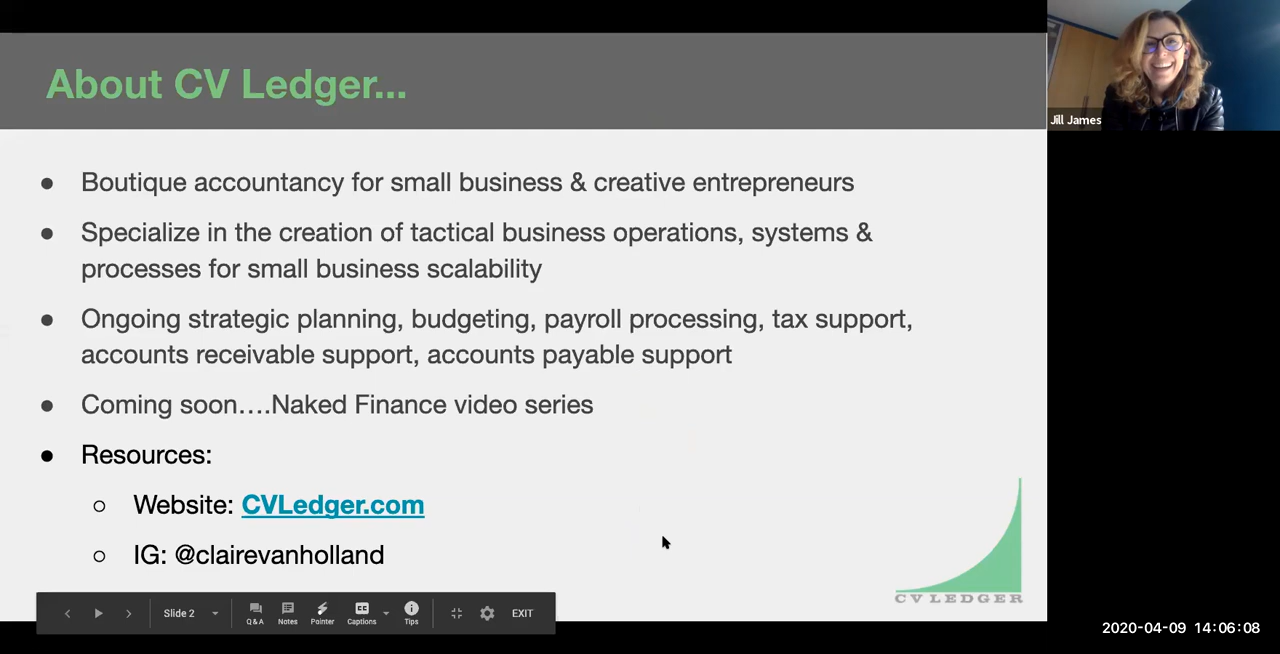 About CV Ledger...
Jill James
● Boutique accountancy for small business & creative entrepreneurs
● Specialize in the creation of tactical business operations, systems &
processes for small business scalability
● Ongoing strategic planning, budgeting, payroll processing, tax support,
accounts receivable support, accounts payable support
● Coming soon....Naked Finance video series
● Resources:
○ Website: CVLedger.com
○ IG: @clairevanholland
CVLEDGER
Slide 2
Q&A
Notes
Pointer
CC
Captions
Tips
EXIT
2020-04-09 14:06:08